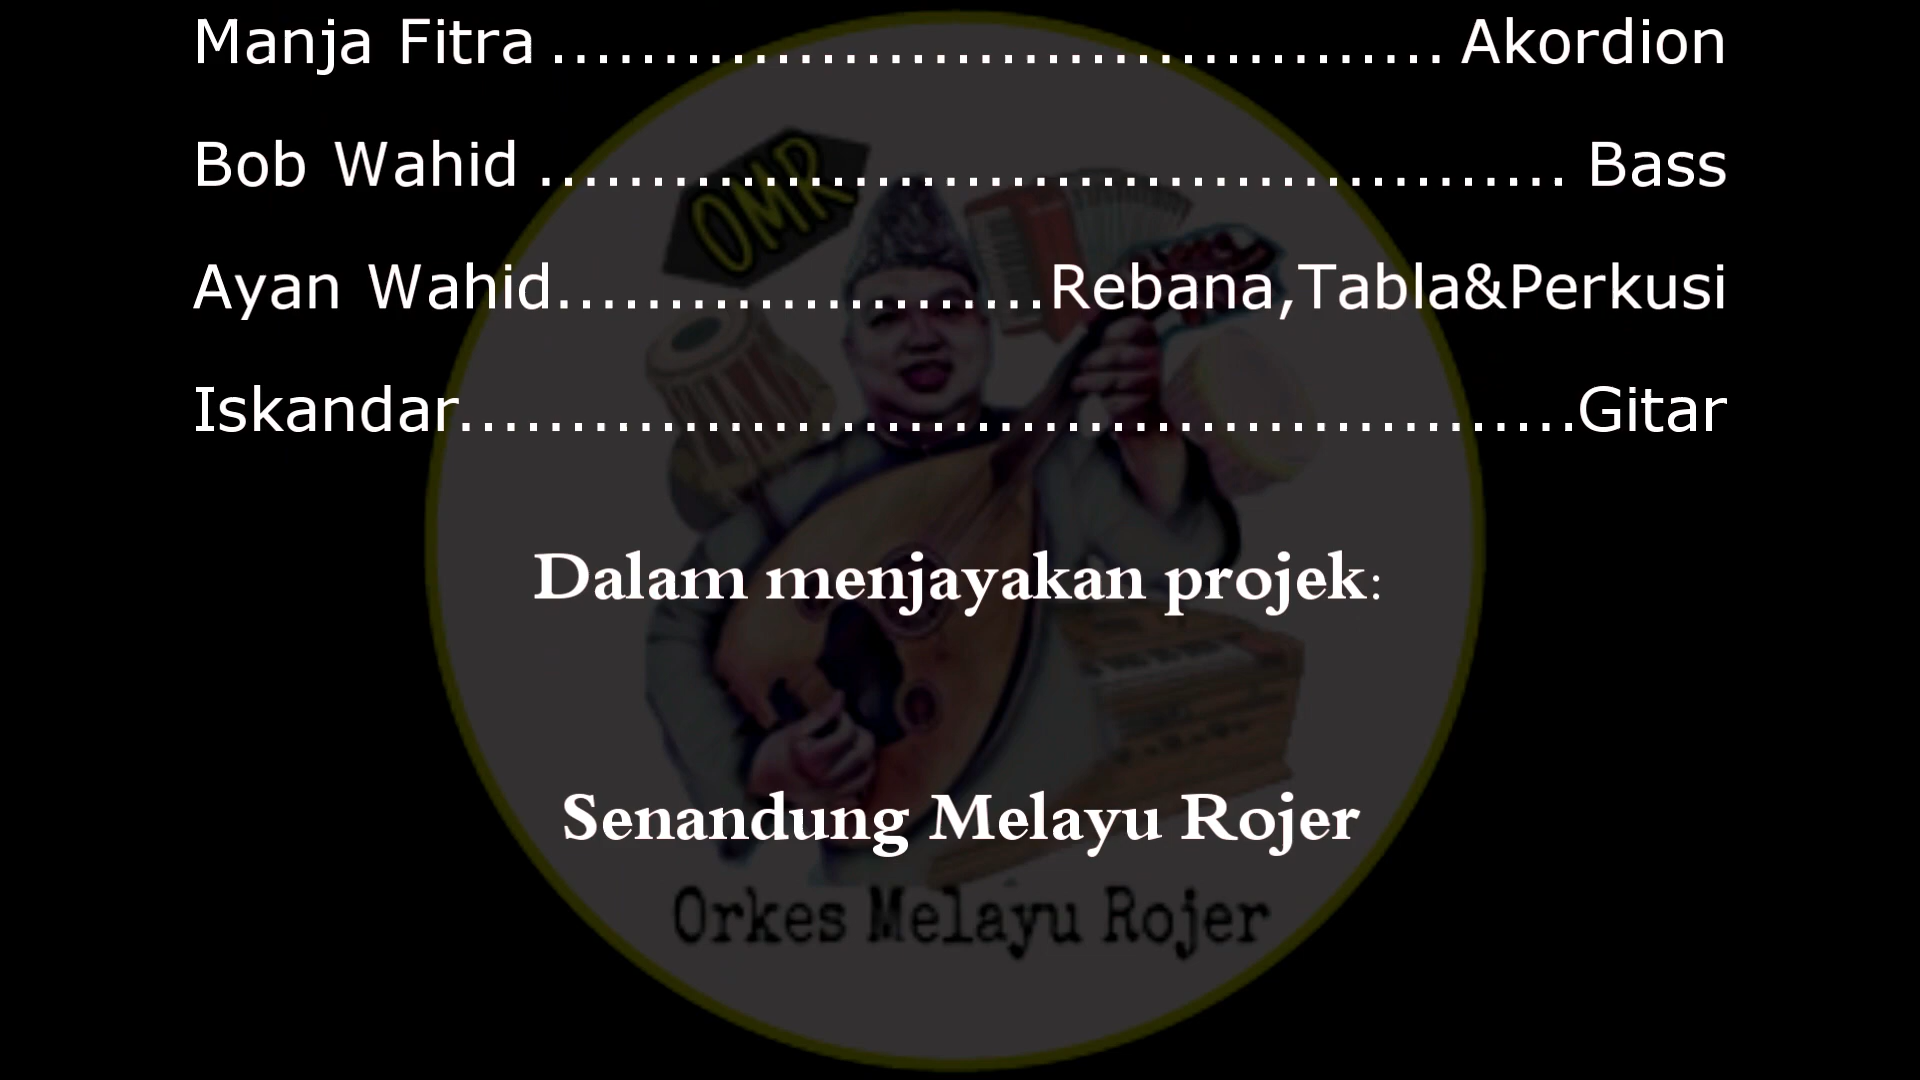 Manja Fitra ....................................... Akordion
Bob Wahid ............................................. Bass
Ayan Wahid......................Rebana,Tabla&Perkusi
Iskandar.................................................Gitar
OMR
Dalam menjayakan projek:
Senandung Melayu Rojer
Orkes Melayu Rojer